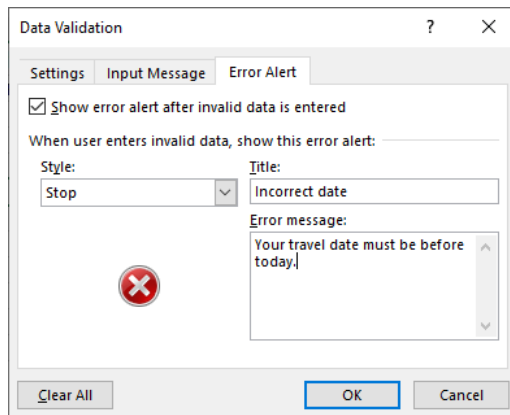 Data Validation
Settings Input Message Error Alert
Show error alert after invalid data is entered
When user enters invalid data, show this error alert:
Style: Title:
Stop Incorrect date
Error message:
Your travel date must be before
today.
Clear All OK Cancel